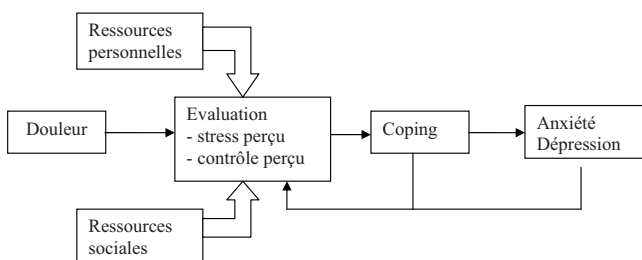 Ressources
personnelles
Douleur
Evaluation
- stress perçu
- contrôle perçu
Coping
Anxiété
Dépression
Ressources
sociales